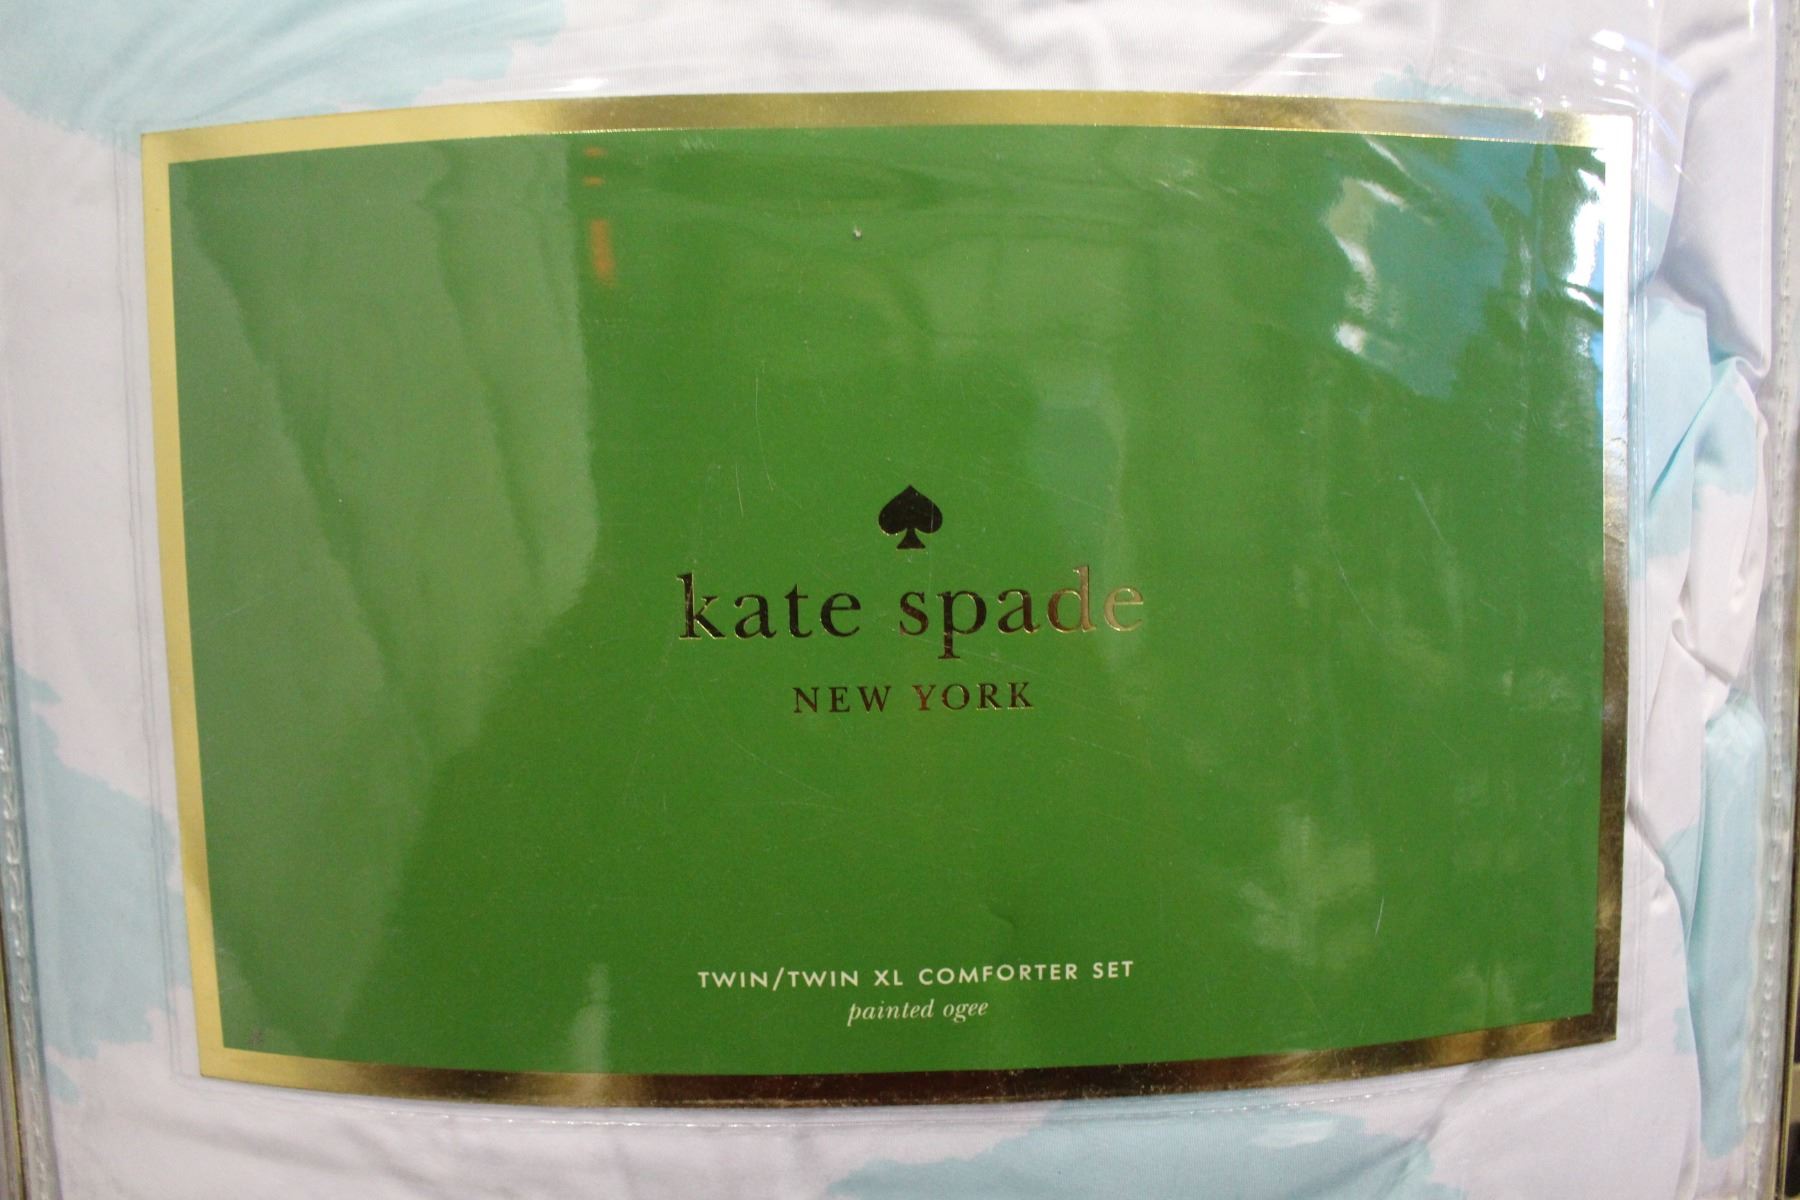 kate spade
NEW YORK
TWIN/TWIN XL COMFORTER SET
painted ogee